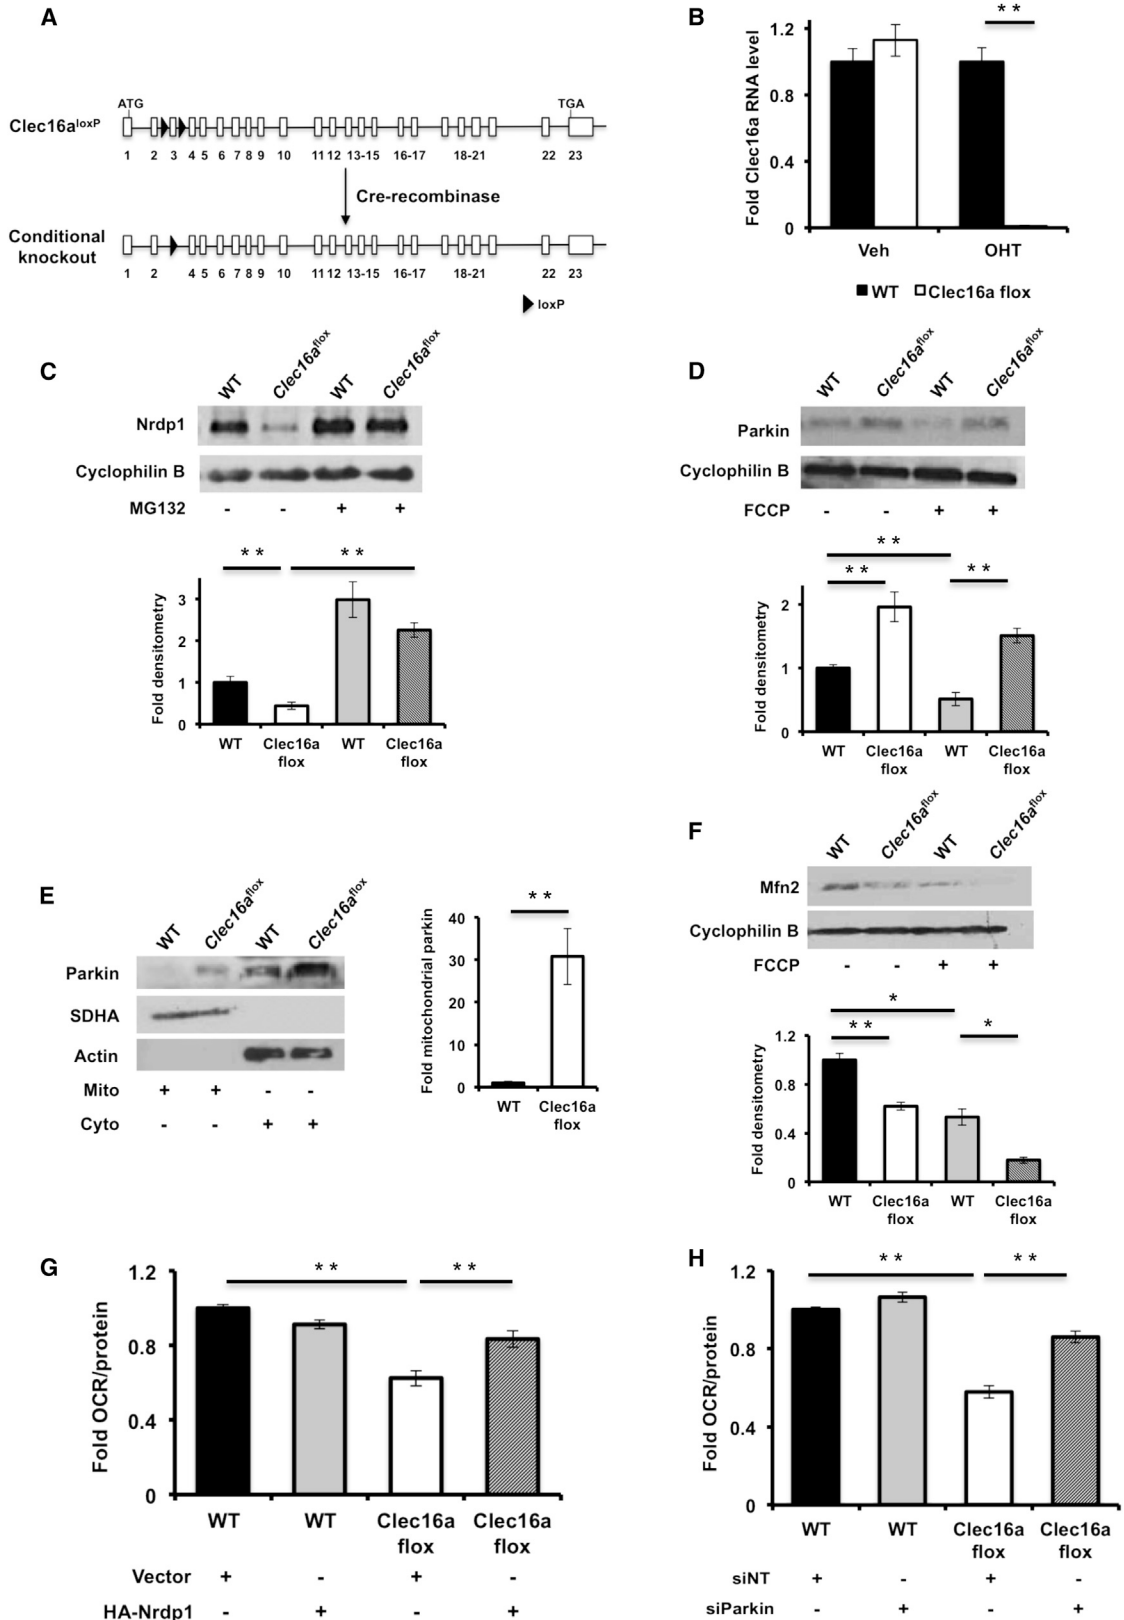 A
ATG TGA
Clec16a^loxP
1 2 3 4 5 6 7 8 9 10 11 12 13-15 16-17 18-21 22 23
Cre-recombinase
Conditional
knockout
1 2 4 5 6 7 8 9 10 11 12 13-15 16-17 18-21 22 23
loxP
B
* *
Fold Clec16a RNA level
1.2
0.8
0.4
0
Veh OHT
WT Clec16a flox
C
WT Clec16a^flox WT Clec16a^flox
Nrdp1
Cyclophilin B
MG132 - - + +
* * * *
Fold densitometry
3
2
1
0
WT Clec16a WT Clec16a
flox flox
D
WT Clec16a^flox WT Clec16a^flox
Parkin
Cyclophilin B
FCCP - - + +
* *
* * * *
Fold densitometry
2
1
0
WT Clec16a WT Clec16a
flox flox
E
WT Clec16a^flox WT Clec16a^flox
Parkin
SDHA
Actin
Mito + + - -
Cyto - - + +
* *
Fold mitochondrial parkin
40
30
20
10
0
WT Clec16a
flox
F
WT Clec16a^flox WT Clec16a^flox
Mfn2
Cyclophilin B
FCCP - - + +
*
* * *
Fold densitometry
1.2
0.8
0.4
0
WT Clec16a WT Clec16a
flox flox
G
* * * *
Fold OCR/protein
1.2
0.8
0.4
0
WT WT Clec16a Clec16a
flox flox
Vector + - + -
HA-Nrdp1 - + - +
H
* * * *
Fold OCR/protein
1.2
0.8
0.4
0
WT WT Clec16a Clec16a
flox flox
siNT + - + -
siParkin - + - +